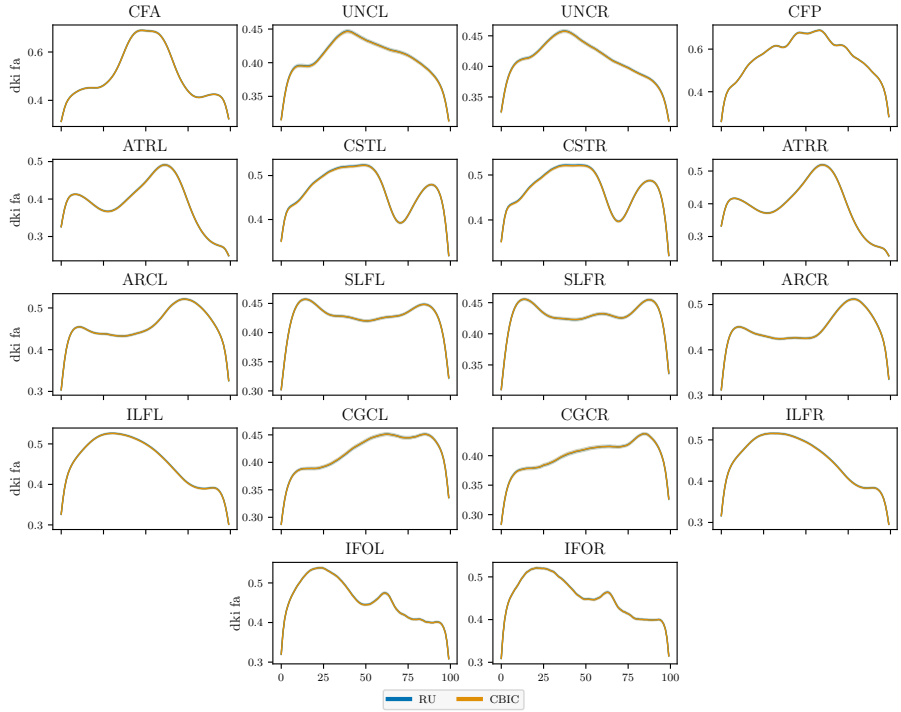 CFA UNCL UNCR CFP
dki fa 0.6 0.4 0.45 0.40 0.35 0.45 0.40 0.35 0.6 0.4
ATRL CSTL CSTR ATRR
dki fa 0.5 0.4 0.3 0.4 0.4 0.5 0.4 0.3
ARCL SLFL SLFR ARCR
dki fa 0.5 0.4 0.3 0.45 0.40 0.35 0.30 0.45 0.40 0.35 0.5 0.4 0.3
ILFL CGCL CGCR ILFR
dki fa 0.5 0.4 0.3 0.45 0.40 0.35 0.30 0.40 0.35 0.30 0.5 0.4 0.3
IFOL IFOR
dki fa 0.5 0.4 0.3 0.5 0.4 0.3
0 25 50 75 100 0 25 50 75 100
RU CBIC